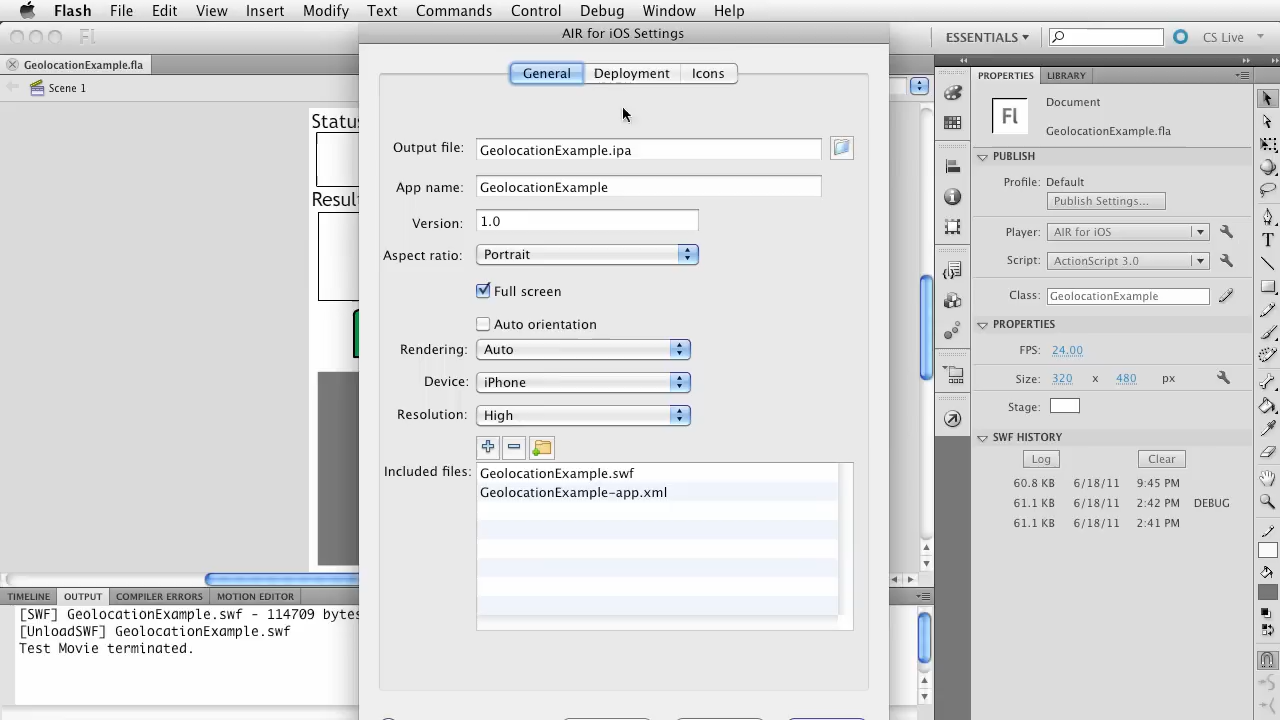 Flash File Edit View Insert Modify Text Commands Control Debug Window Help
Fl
ESSENTIALS
CS Live
GeolocationExample.fla
Scene 1
AIR for iOS Settings
General Deployment Icons
Output file: GeolocationExample.ipa
App name: GeolocationExample
Version: 1.0
Aspect ratio: Portrait
Full screen
Auto orientation
Rendering: Auto
Device: iPhone
Resolution: High
Included files:
GeolocationExample.swf
GeolocationExample-app.xml
Status
Result
PROPERTIES LIBRARY
Fl
Document
GeolocationExample.fla
PUBLISH
Profile: Default
Publish Settings...
Player: AIR for iOS
Script: ActionScript 3.0
Class: GeolocationExample
PROPERTIES
FPS: 24.00
Size: 320 x 480 px
Stage:
SWF HISTORY
Log Clear
60.8 KB 6/18/11 9:45 PM
61.1 KB 6/18/11 2:42 PM DEBUG
61.1 KB 6/18/11 2:41 PM
TIMELINE OUTPUT COMPILER ERRORS MOTION EDITOR
[SWF] GeolocationExample.swf - 114709 bytes
[UnloadSWF] GeolocationExample.swf
Test Movie terminated.